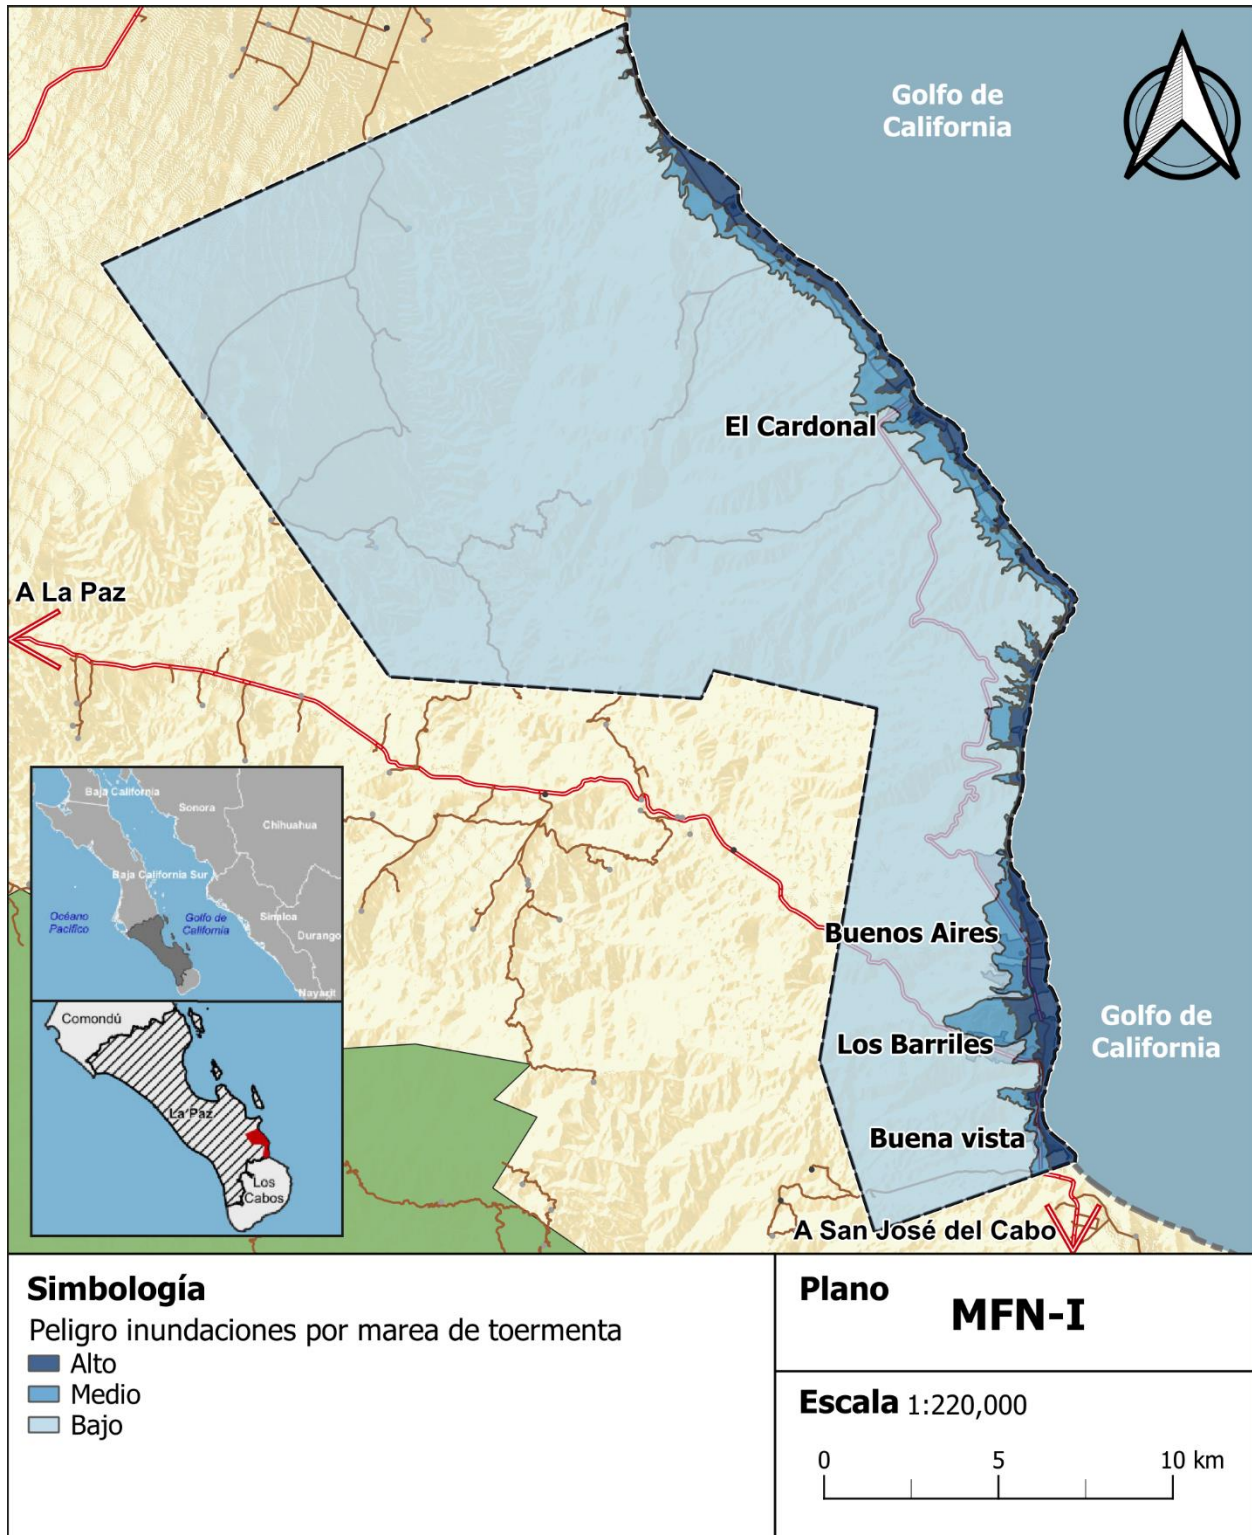 Golfo de
California
El Cardonal
A La Paz
Baja California
Sonora
Chihuahua
Baja California Sur
Océano
Pacífico
Golfo de
California
Sinaloa
Durango
Nayarit
Buenos Aires
Los Barriles
Golfo de
California
Comondú
La Paz
Los
Cabos
Buena vista
A San José del Cabo
Simbología
Peligro inundaciones por marea de toermenta
Alto
Medio
Bajo
Plano
MFN-I
Escala 1:220,000
0 5 10 km